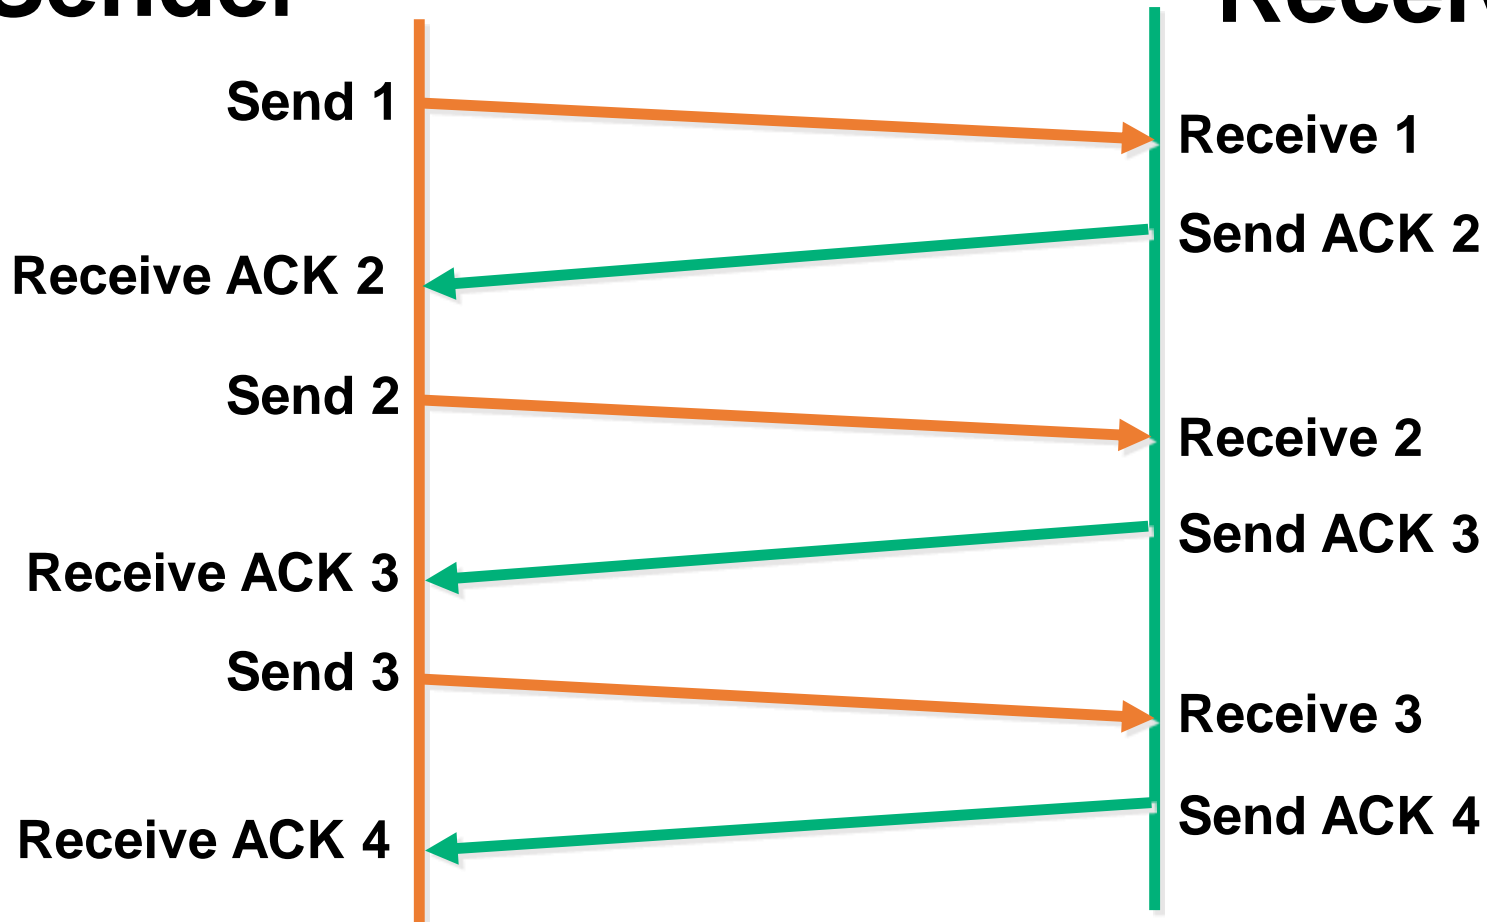 Sender
Send 1
Receive 1
Send ACK 2
Receive ACK 2
Send 2
Receive 2
Send ACK 3
Receive ACK 3
Send 3
Receive 3
Send ACK 4
Receive ACK 4